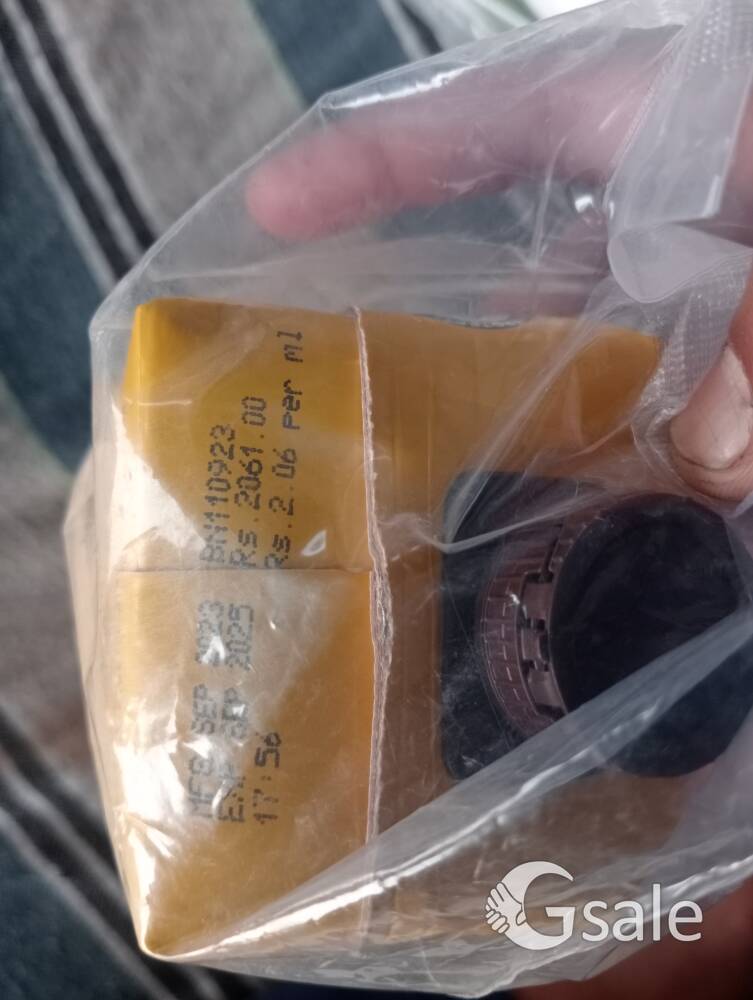 MFG SEP 2023 BN110923
EXP SEP 2025 Rs.2061.00
17:56 Rs.2.06 per ml
Gsale